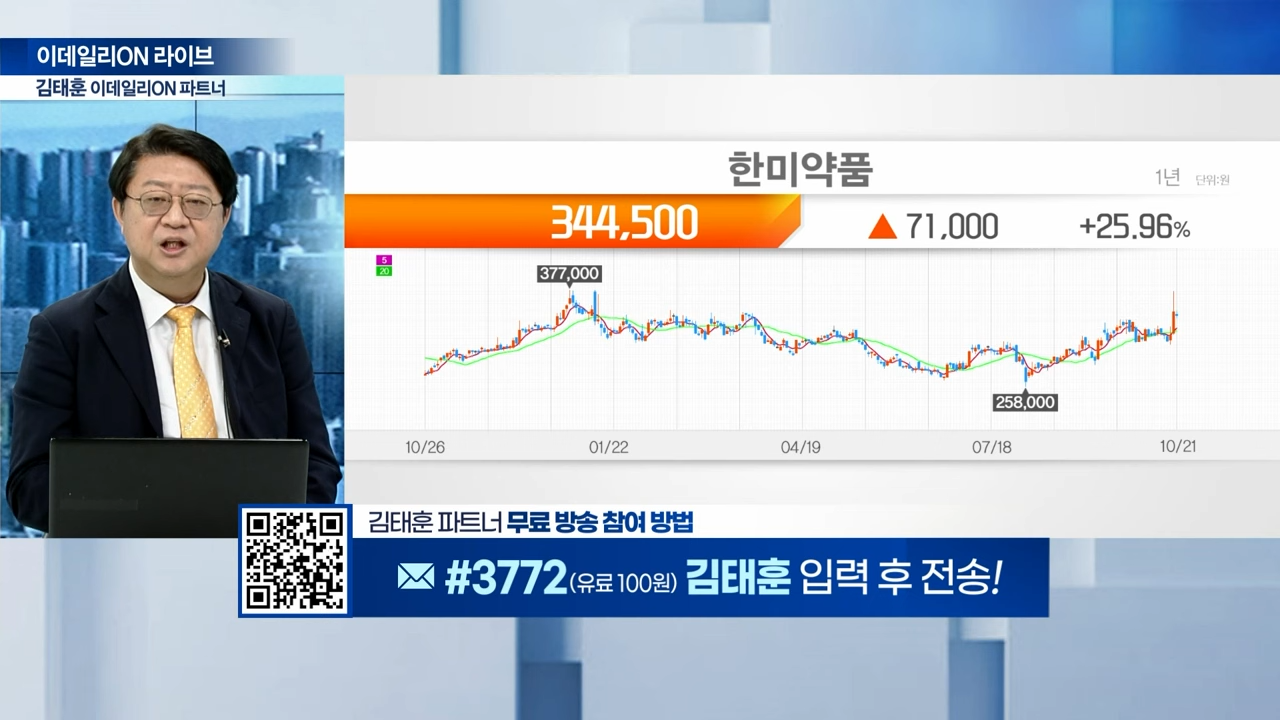 이데일리ON 라이브
김태훈 이데일리ON 파트너
한미약품
1년 단위:원
344,500 ▲ 71,000 +25.96%
5
20
377,000
258,000
10/26 01/22 04/19 07/18 10/21
김태훈 파트너 무료 방송 참여 방법
#3772(유료 100원) 김태훈 입력 후 전송!